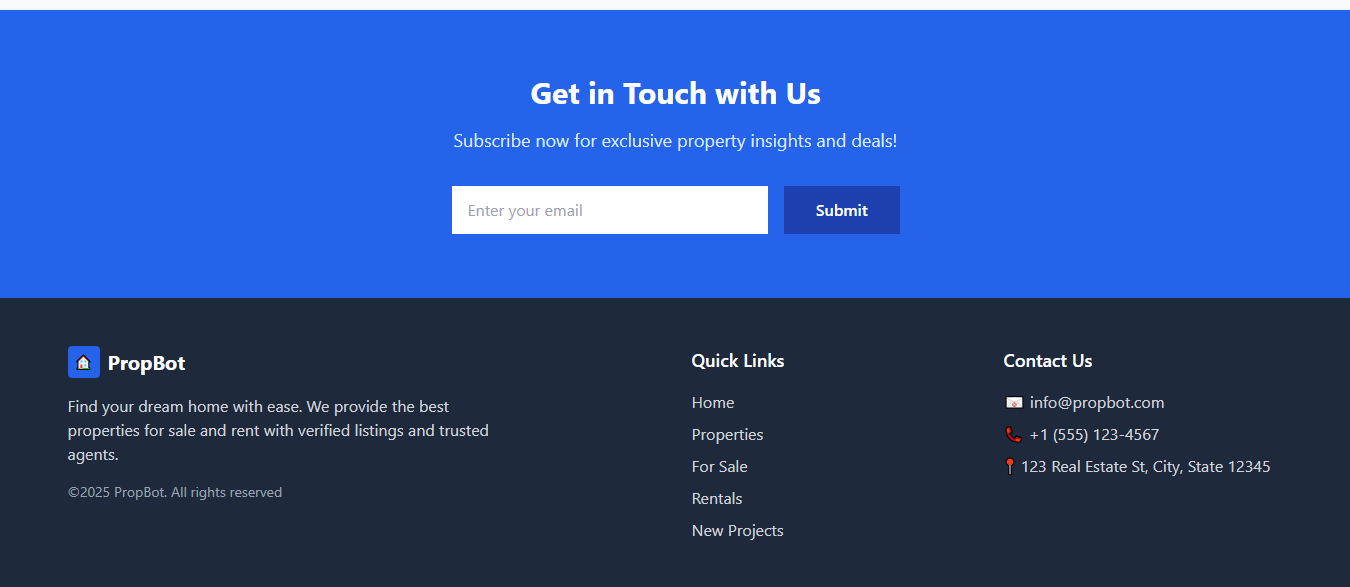 Get in Touch with Us
Subscribe now for exclusive property insights and deals!
Enter your email
Submit
PropBot
Find your dream home with ease. We provide the best
properties for sale and rent with verified listings and trusted
agents.
©2025 PropBot. All rights reserved
Quick Links
Home
Properties
For Sale
Rentals
New Projects
Contact Us
info@propbot.com
+1 (555) 123-4567
123 Real Estate St, City, State 12345